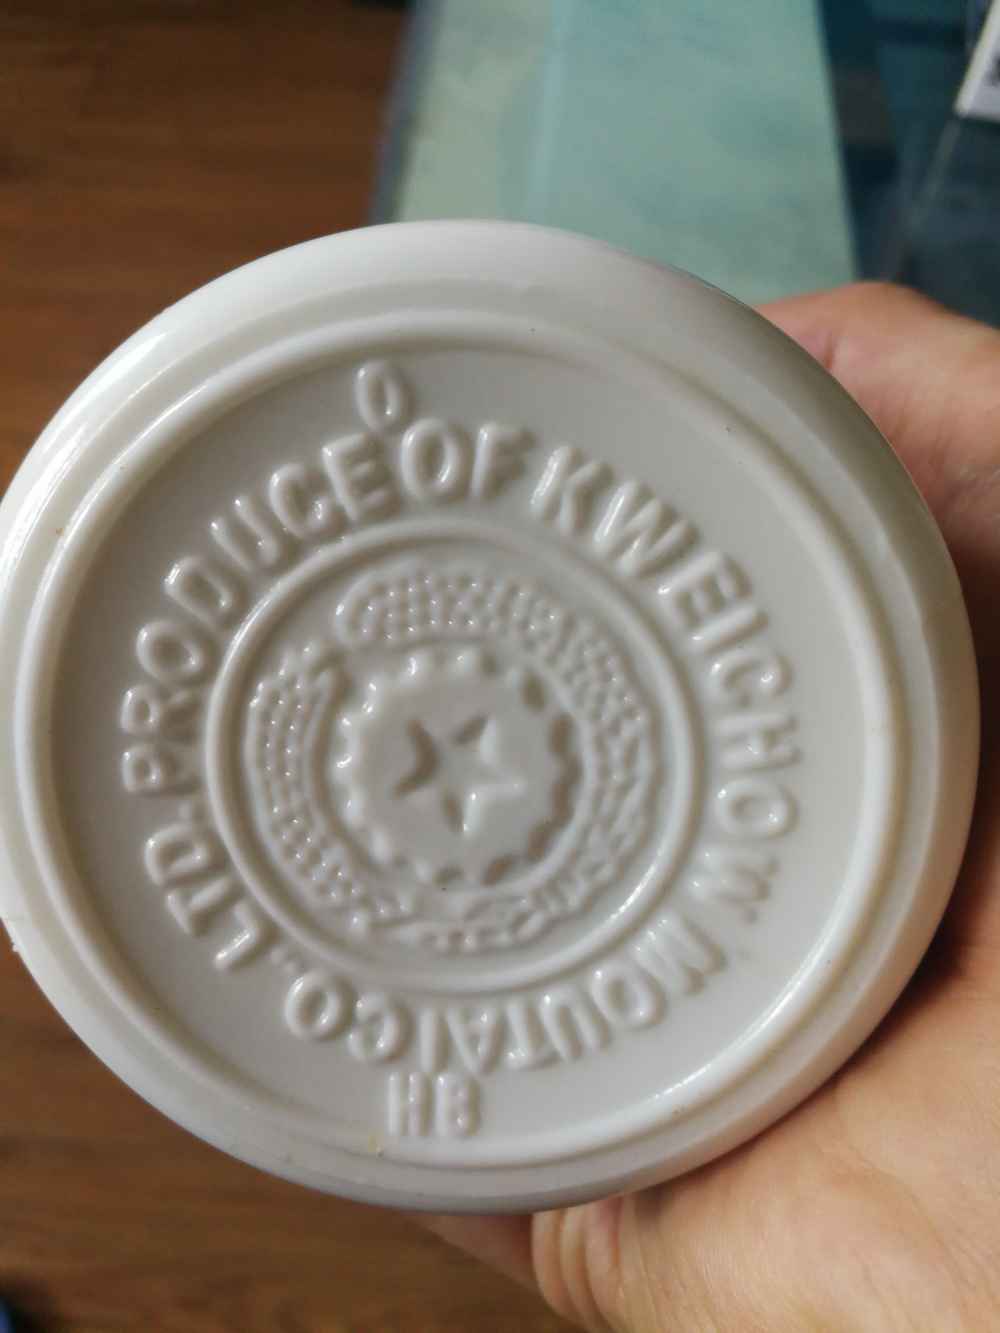 0
PRODUCE OF KWEICHOW MOUTAI CO., LTD.
HB